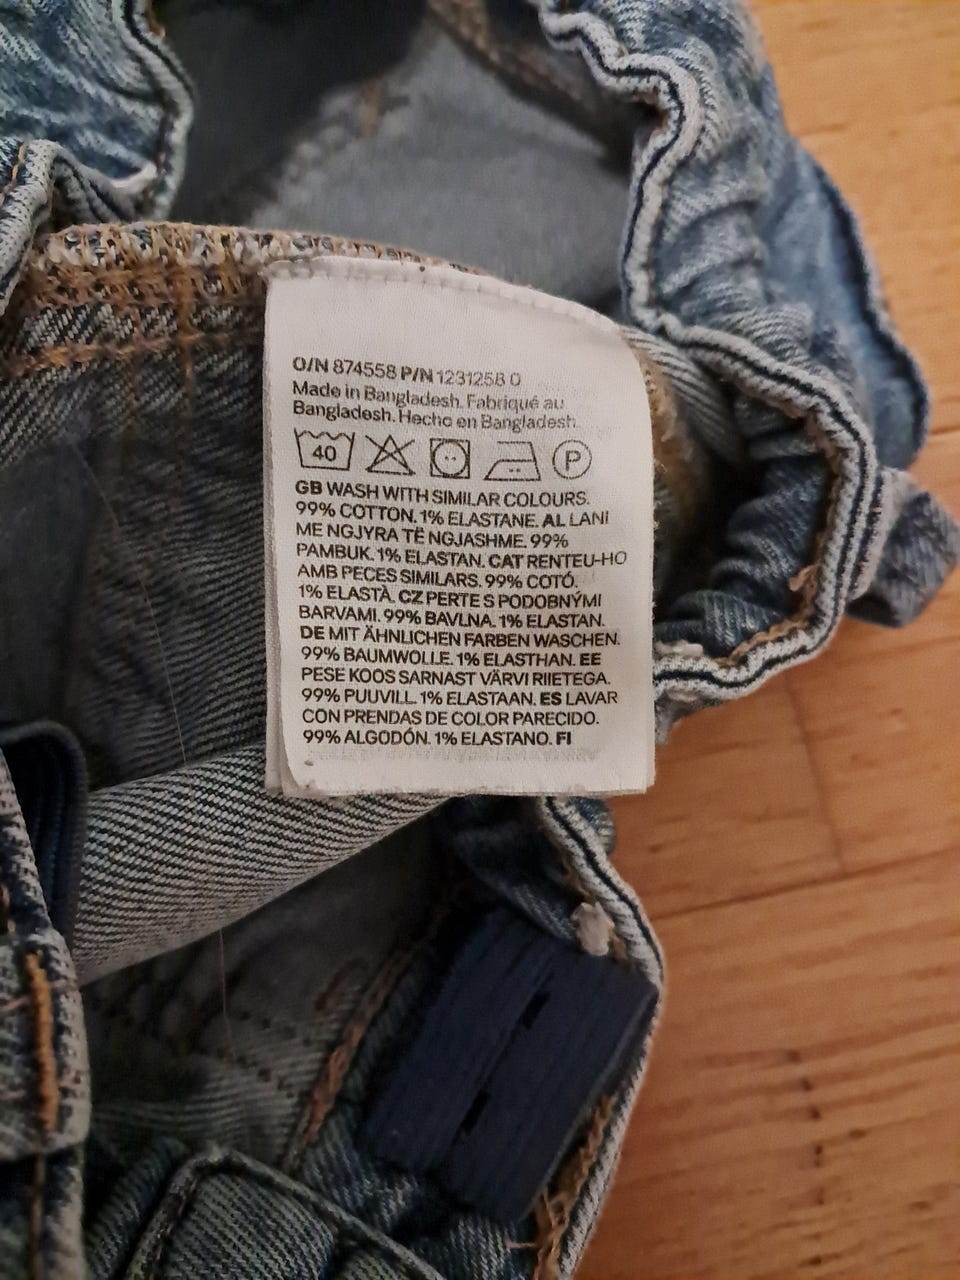 O/N 874558 P/N 1231258 0
Made in Bangladesh. Fabriqué au
Bangladesh. Hecho en Bangladesh.
40 P
GB WASH WITH SIMILAR COLOURS.
99% COTTON. 1% ELASTANE. AL LANI
ME NGJYRA TË NGJASHME. 99%
PAMBUK. 1% ELASTAN. CAT RENTEU-HO
AMB PECES SIMILARS. 99% COTÓ.
1% ELASTÀ. CZ PERTE S PODOBNÝMI
BARVAMI. 99% BAVLNA. 1% ELASTAN.
DE MIT ÄHNLICHEN FARBEN WASCHEN.
99% BAUMWOLLE. 1% ELASTHAN. EE
PESE KOOS SARNAST VÄRVI RIIETEGA.
99% PUUVILL. 1% ELASTAAN. ES LAVAR
CON PRENDAS DE COLOR PARECIDO.
99% ALGODÓN. 1% ELASTANO. FI